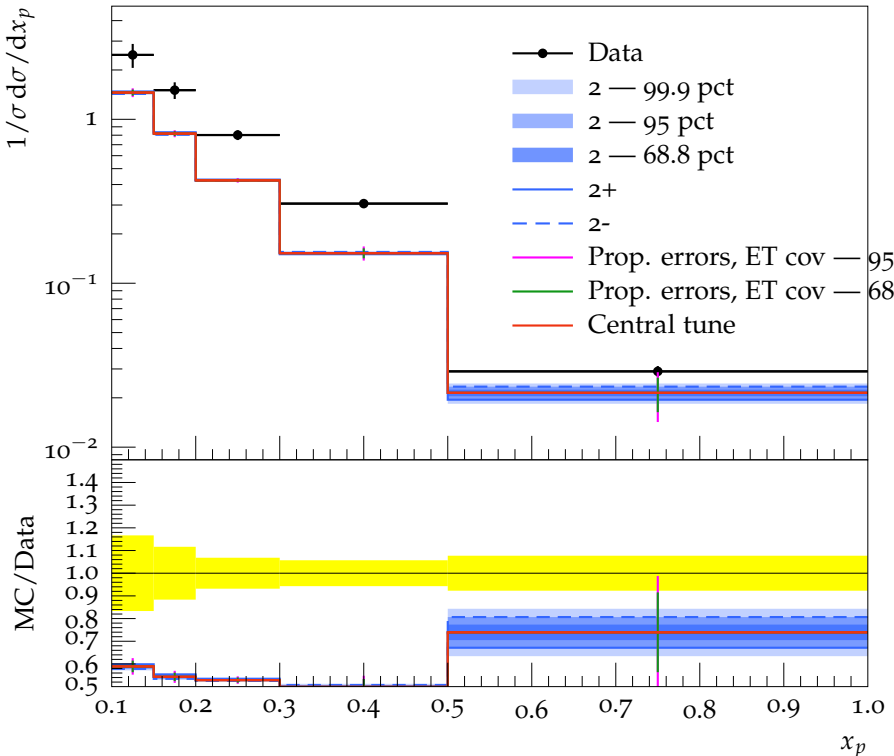 1/σ dσ/dx_p
1
10⁻¹
10⁻²
Data
2 — 99.9 pct
2 — 95 pct
2 — 68.8 pct
2+
2-
Prop. errors, ET cov — 95
Prop. errors, ET cov — 68
Central tune
MC/Data
1.4
1.3
1.2
1.1
1.0
0.9
0.8
0.7
0.6
0.5
0.1 0.2 0.3 0.4 0.5 0.6 0.7 0.8 0.9 1.0
x_p